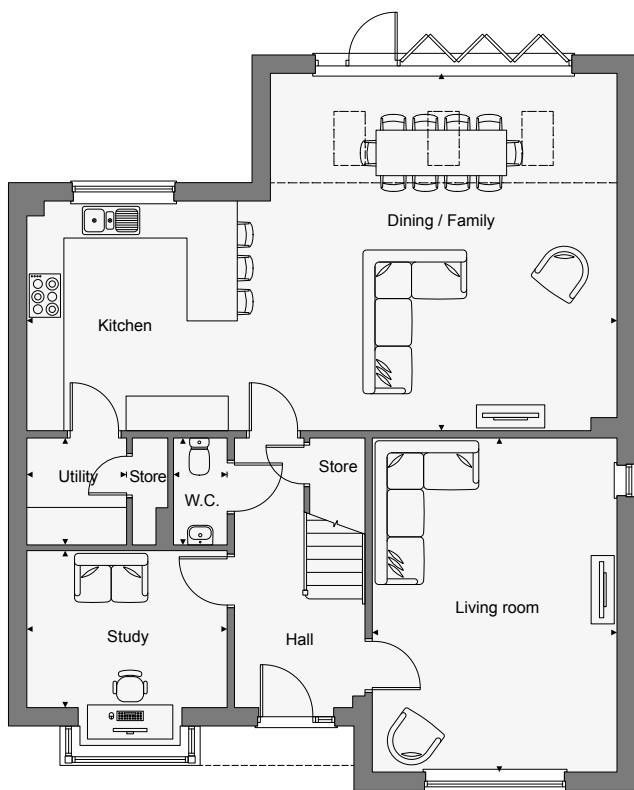 Dining / Family
Kitchen
Utility
Store
W.C.
Store
Living room
Study
Hall